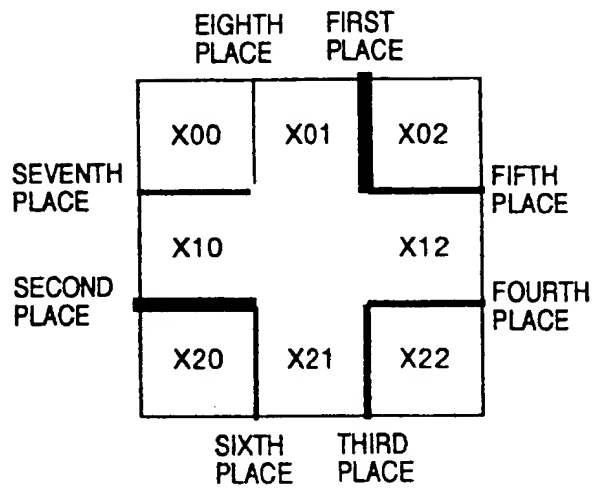 EIGHTH PLACE
FIRST PLACE
X00 X01 X02
SEVENTH PLACE
FIFTH PLACE
X10 X12
SECOND PLACE
FOURTH PLACE
X20 X21 X22
SIXTH PLACE
THIRD PLACE